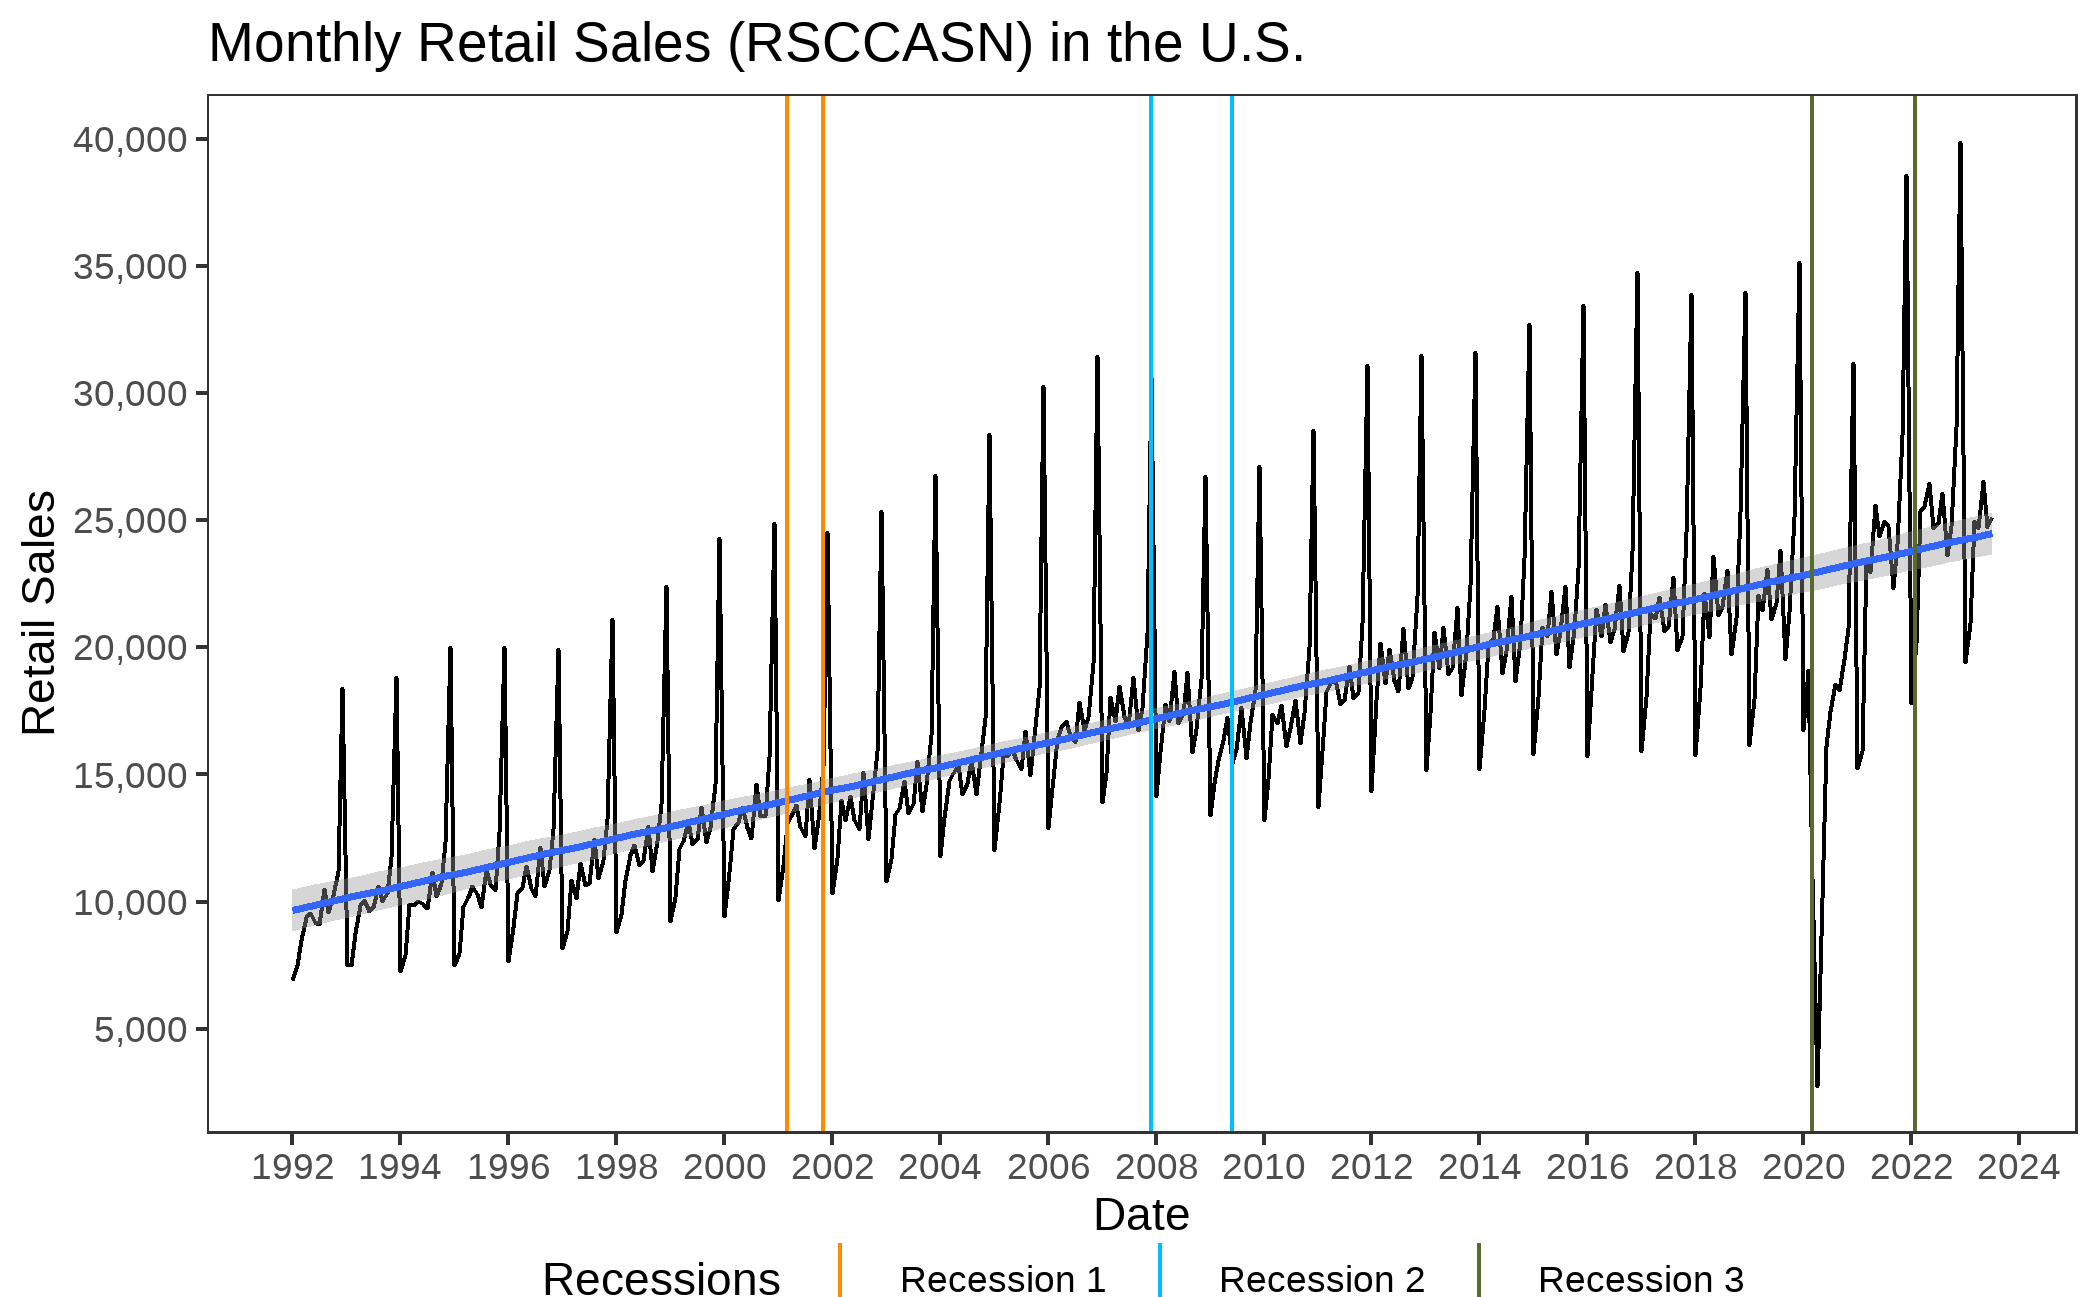 Monthly Retail Sales (RSCCASN) in the U.S.
Retail Sales
40,000
35,000
30,000
25,000
20,000
15,000
10,000
5,000
1992 1994 1996 1998 2000 2002 2004 2006 2008 2010 2012 2014 2016 2018 2020 2022 2024
Date
Recessions Recession 1 Recession 2 Recession 3